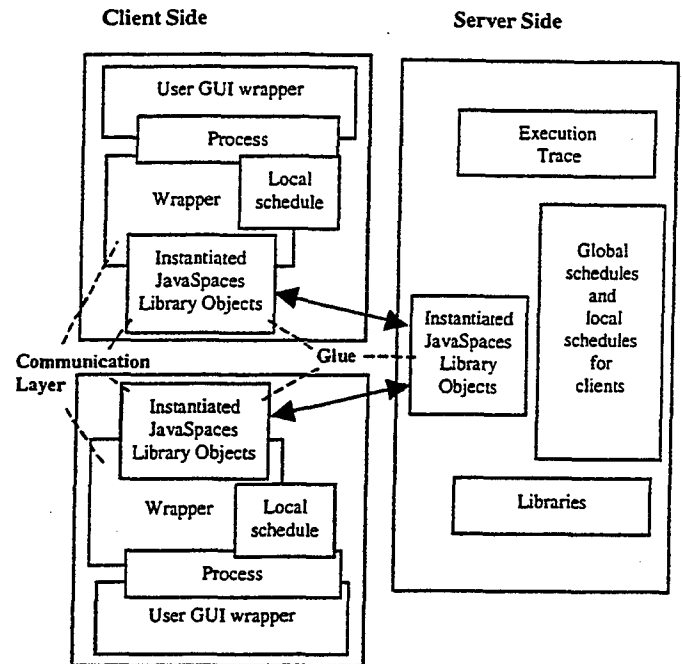 Client Side
Server Side
User GUI wrapper
Process
Local
schedule
Wrapper
Instantiated
JavaSpaces
Library Objects
Communication
Layer
Glue
Instantiated
JavaSpaces
Library Objects
Wrapper
Local
schedule
Process
User GUI wrapper
Execution
Trace
Global
schedules
and
local
schedules
for
clients
Instantiated
JavaSpaces
Library
Objects
Libraries